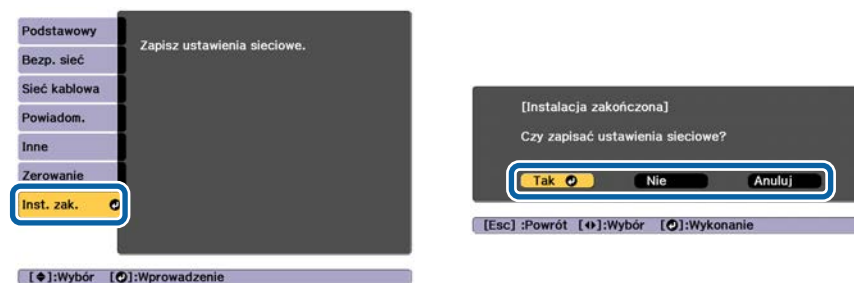 Podstawowy
Bezp. sieć
Sieć kablowa
Powiadom.
Inne
Zerowanie
Inst. zak.
Zapisz ustawienia sieciowe.
[◆]:Wybór [⏎]:Wprowadzenie
[Instalacja zakończona]
Czy zapisać ustawienia sieciowe?
Tak ⏎ Nie Anuluj
[Esc] :Powrót [◀▶]:Wybór [⏎]:Wykonanie